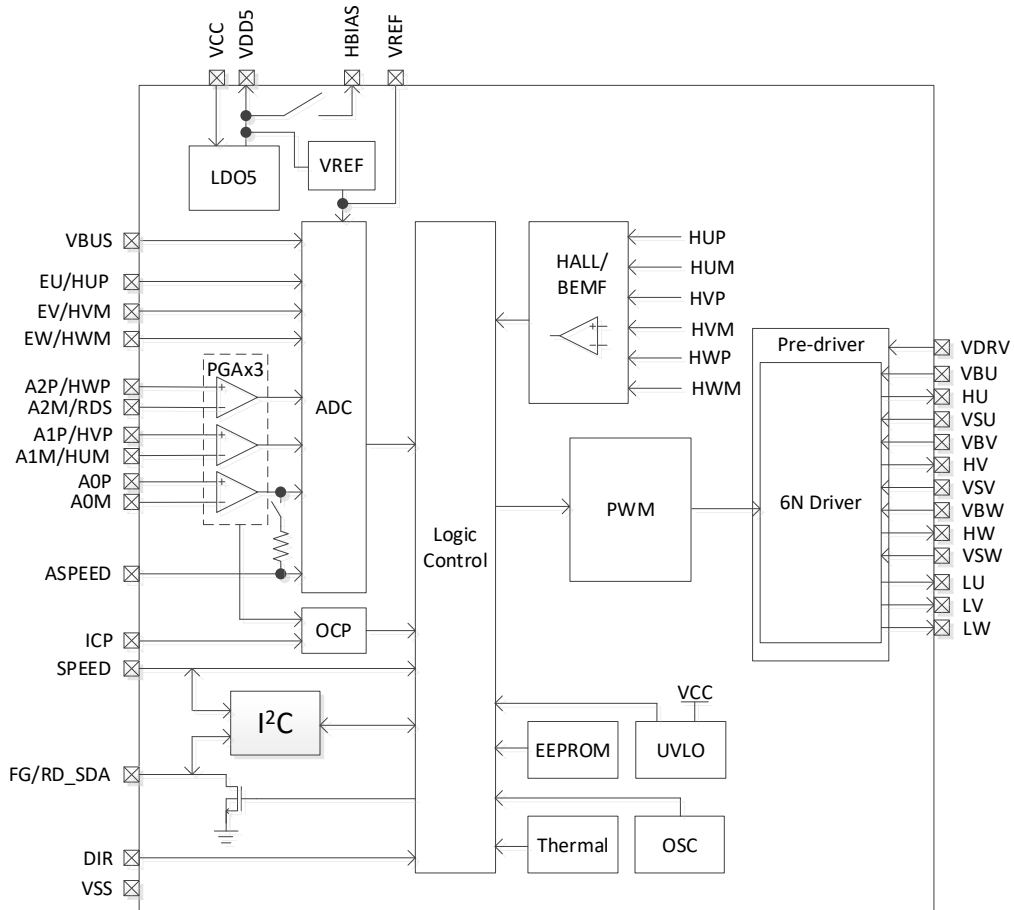 VCC
VDD5
HBIAS
VREF
LDO5
VREF
VBUS
EU/HUP
EV/HVM
EW/HWM
PGAx3
A2P/HWP
A2M/RDS
A1P/HVP
A1M/HUM
A0P
A0M
ASPEED
ADC
ICP
OCP
SPEED
I²C
FG/RD_SDA
DIR
VSS
Logic
Control
HALL/
BEMF
HUP
HUM
HVP
HVM
HWP
HWM
PWM
Pre-driver
6N Driver
VDRV
VBU
HU
VSU
VBV
HV
VSV
VBW
HW
VSW
LU
LV
LW
VCC
EEPROM
UVLO
Thermal
OSC
+
−
+
−
+
−
+
−